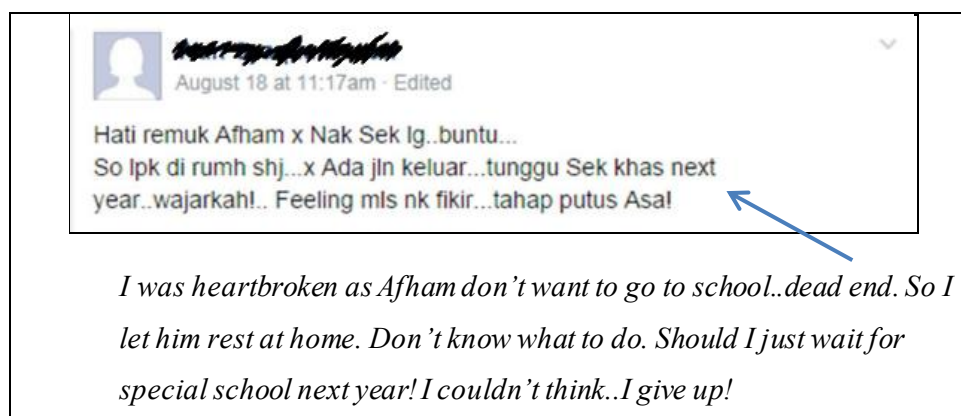 August 18 at 11:17am · Edited
Hati remuk Afham x Nak Sek lg..buntu...
So lpk di rumh shj...x Ada jln keluar...tunggu Sek khas next
year..wajarkah!.. Feeling mls nk fikir...tahap putus Asa!
I was heartbroken as Afham don't want to go to school..dead end. So I
let him rest at home. Don't know what to do. Should I just wait for
special school next year! I couldn't think..I give up!